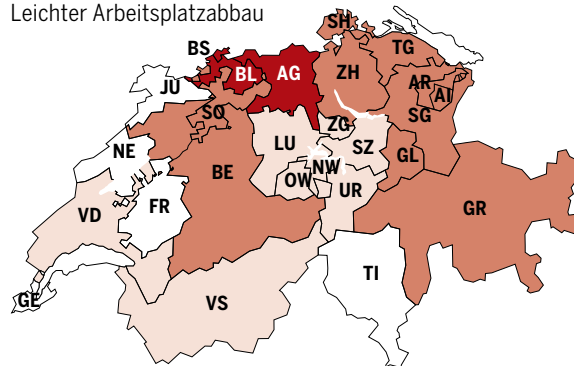 Leichter Arbeitsplatzabbau
SH
BS
TG
BL
AG
ZH
JU
AR
AI
SO
ZG
SG
NE
LU
SZ
GL
NW
BE
OW
UR
VD
FR
GR
TI
GE
VS